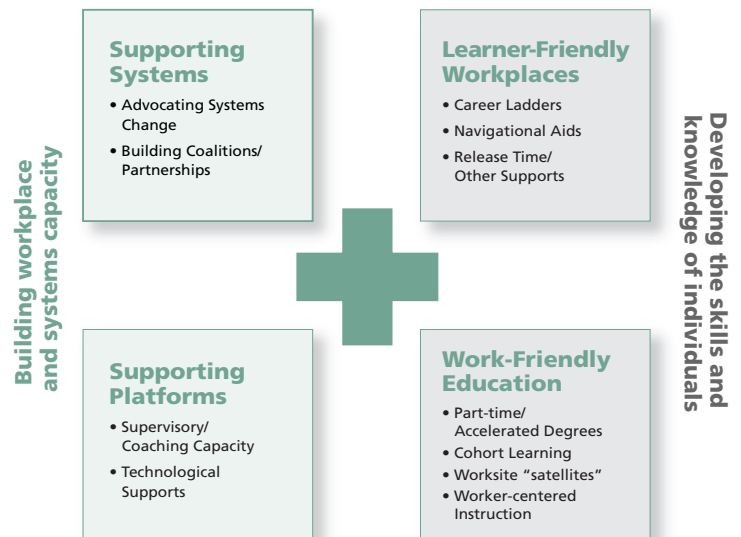 Building workplace
and systems capacity
Supporting
Systems
• Advocating Systems
Change
• Building Coalitions/
Partnerships
Learner-Friendly
Workplaces
• Career Ladders
• Navigational Aids
• Release Time/
Other Supports
Supporting
Platforms
• Supervisory/
Coaching Capacity
• Technological
Supports
Work-Friendly
Education
• Part-time/
Accelerated Degrees
• Cohort Learning
• Worksite “satellites”
• Worker-centered
Instruction
Developing the skills and
knowledge of individuals